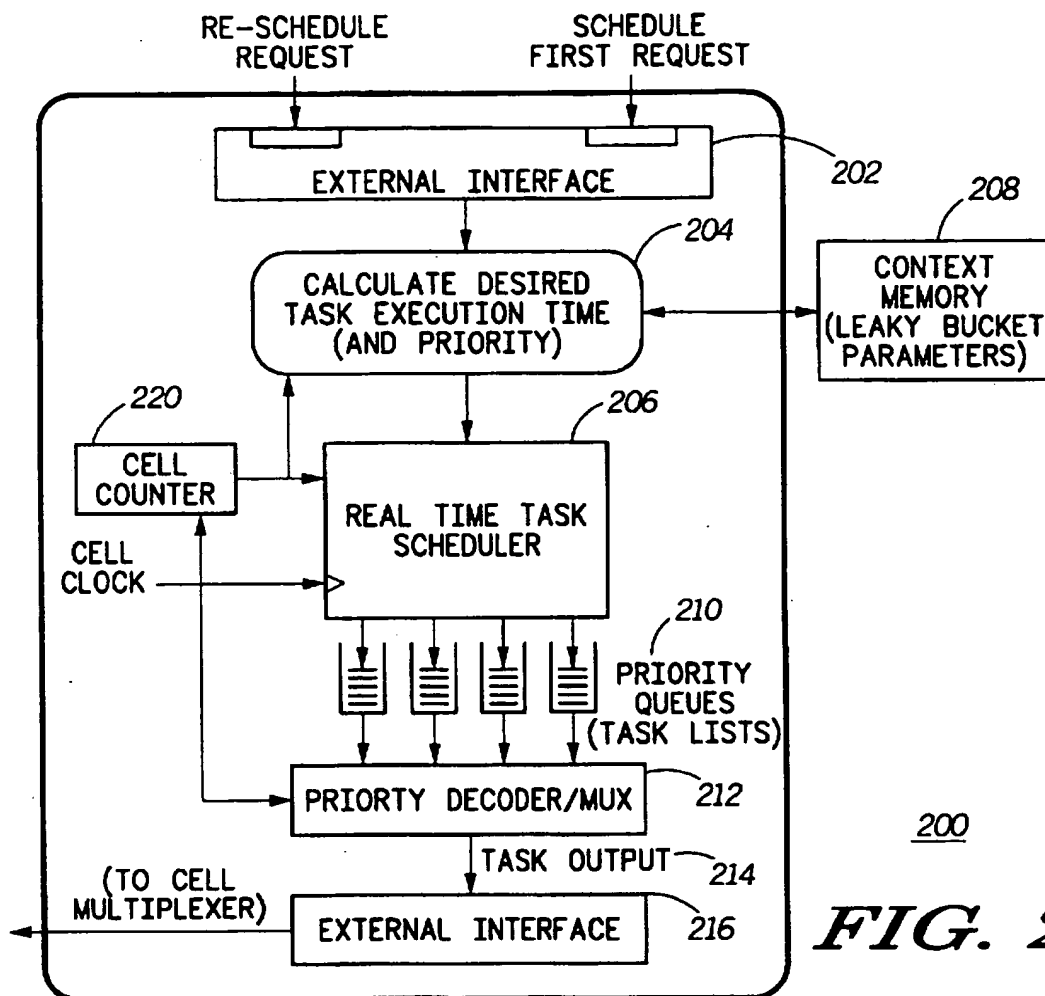 RE-SCHEDULE
REQUEST
SCHEDULE
FIRST REQUEST
EXTERNAL INTERFACE
202
204
CALCULATE DESIRED
TASK EXECUTION TIME
(AND PRIORITY)
208
CONTEXT
MEMORY
(LEAKY BUCKET
PARAMETERS)
220
CELL
COUNTER
206
REAL TIME TASK
SCHEDULER
CELL
CLOCK
210
PRIORITY
QUEUES
(TASK LISTS)
PRIORTY DECODER/MUX
212
200
TASK OUTPUT
214
(TO CELL
MULTIPLEXER)
EXTERNAL INTERFACE
216
FIG. 2